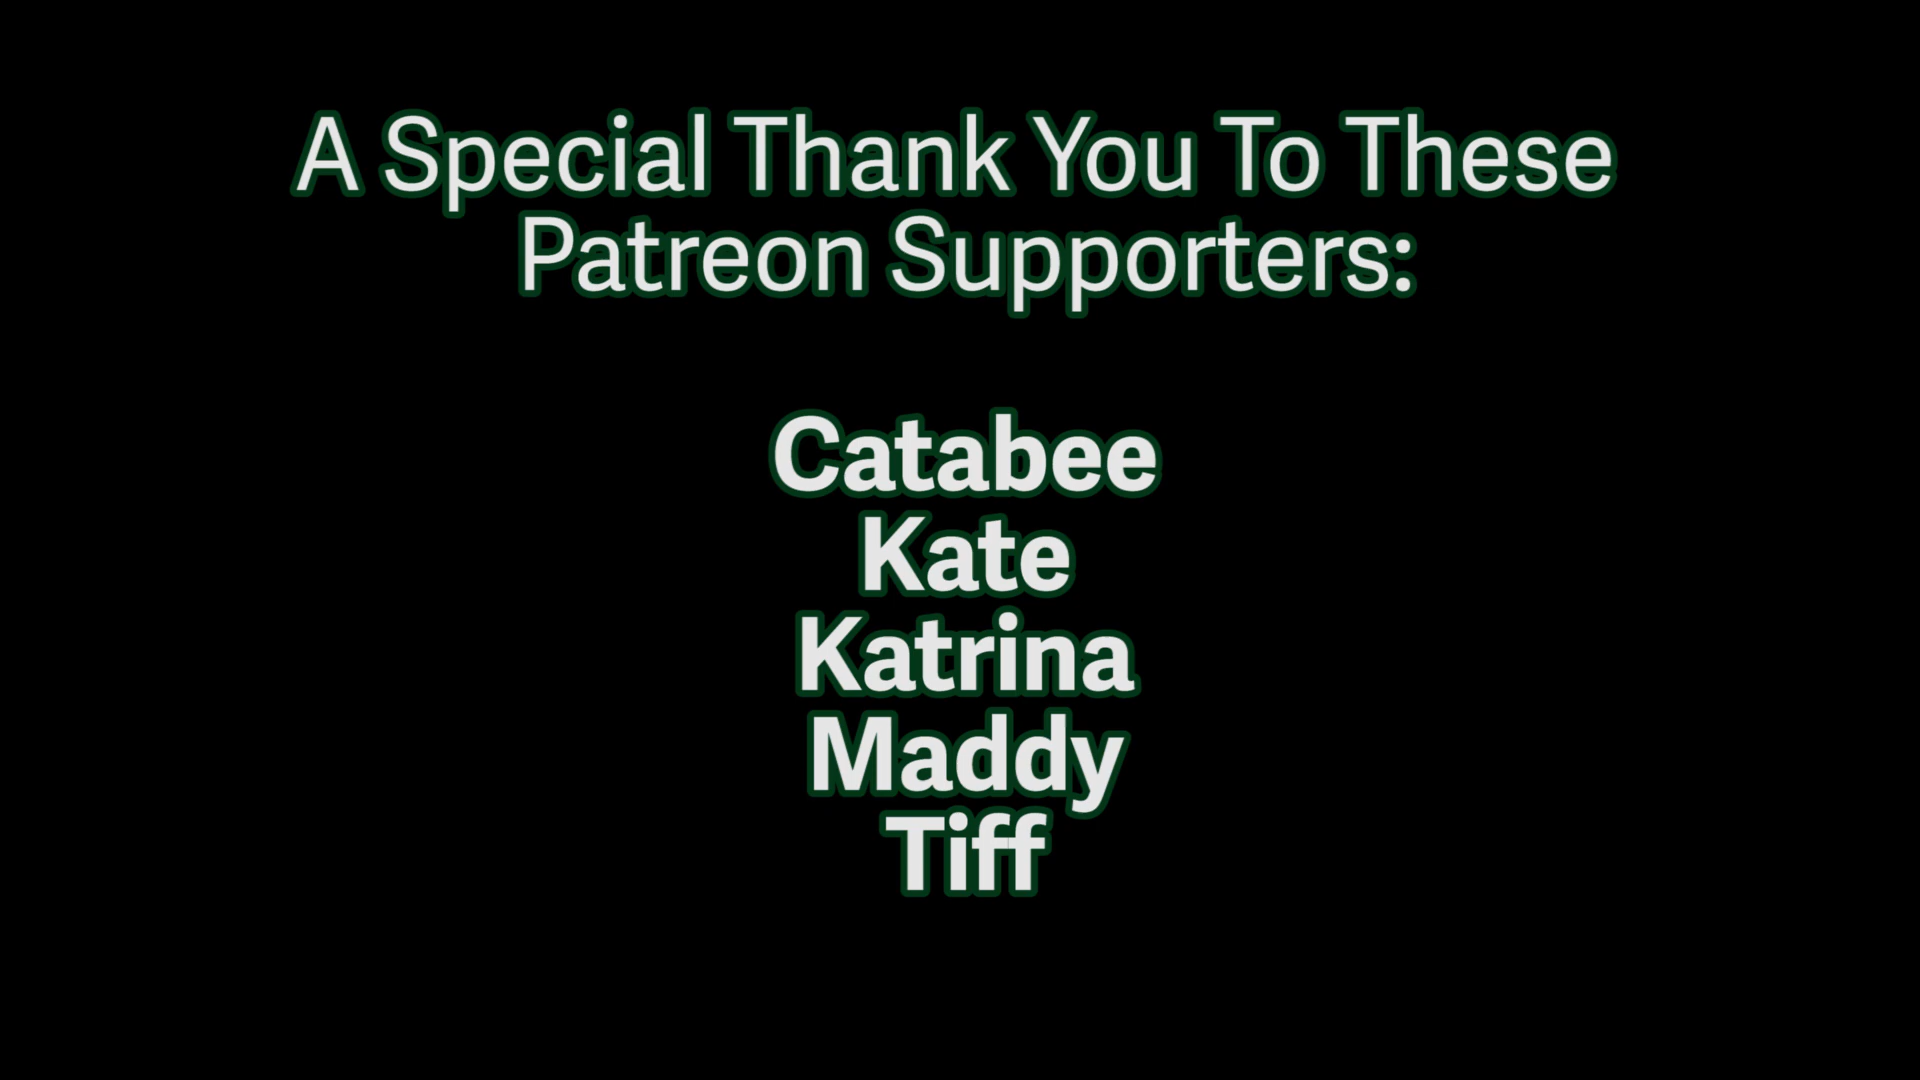 A Special Thank You To These
Patreon Supporters:
Catabee
Kate
Katrina
Maddy
Tiff